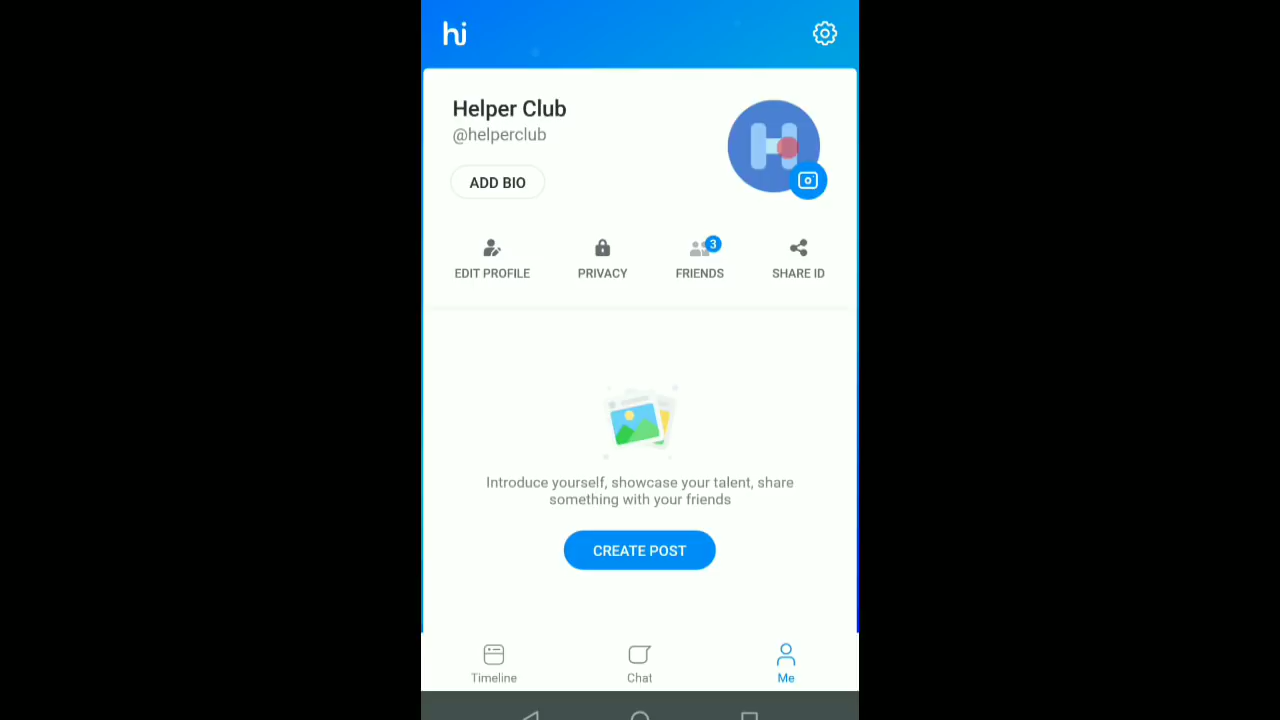 hi
Helper Club
@helperclub
ADD BIO
H
3
EDIT PROFILE
PRIVACY
FRIENDS
SHARE ID
Introduce yourself, showcase your talent, share
something with your friends
CREATE POST
Timeline
Chat
Me